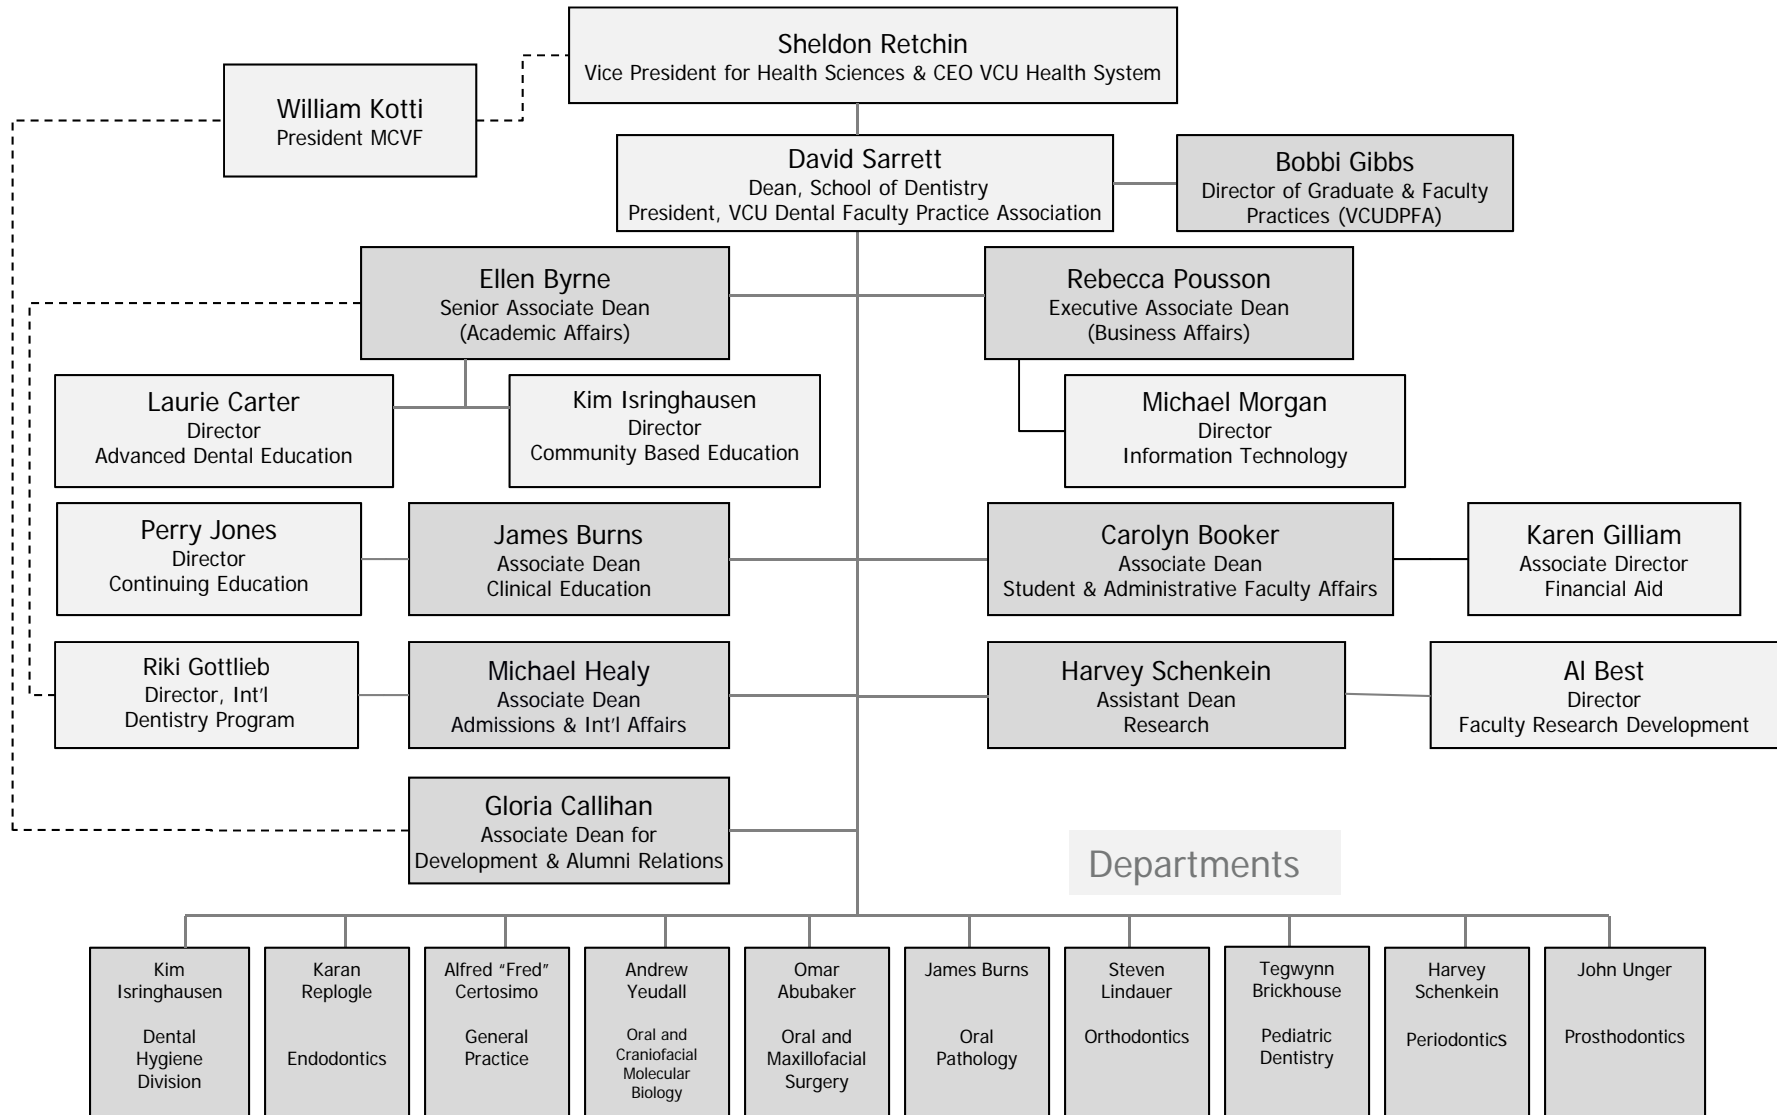 Sheldon Retchin
Vice President for Health Sciences & CEO VCU Health System
William Kotti
President MCVF
David Sarrett
Dean, School of Dentistry
President, VCU Dental Faculty Practice Association
Bobbi Gibbs
Director of Graduate & Faculty
Practices (VCUDPFA)
Ellen Byrne
Senior Associate Dean
(Academic Affairs)
Rebecca Pousson
Executive Associate Dean
(Business Affairs)
Laurie Carter
Director
Advanced Dental Education
Kim Isringhausen
Director
Community Based Education
Michael Morgan
Director
Information Technology
Perry Jones
Director
Continuing Education
James Burns
Associate Dean
Clinical Education
Carolyn Booker
Associate Dean
Student & Administrative Faculty Affairs
Karen Gilliam
Associate Director
Financial Aid
Riki Gottlieb
Director, Int'l
Dentistry Program
Michael Healy
Associate Dean
Admissions & Int'l Affairs
Harvey Schenkein
Assistant Dean
Research
Al Best
Director
Faculty Research Development
Gloria Callihan
Associate Dean for
Development & Alumni Relations
Departments
Kim
Isringhausen
Dental
Hygiene
Division
Karan
Replogle
Endodontics
Alfred “Fred”
Certosimo
General
Practice
Andrew
Yeudall
Oral and
Craniofacial
Molecular
Biology
Omar
Abubaker
Oral and
Maxillofacial
Surgery
James Burns
Oral
Pathology
Steven
Lindauer
Orthodontics
Tegwynn
Brickhouse
Pediatric
Dentistry
Harvey
Schenkein
Periodontics
John Unger
Prosthodontics